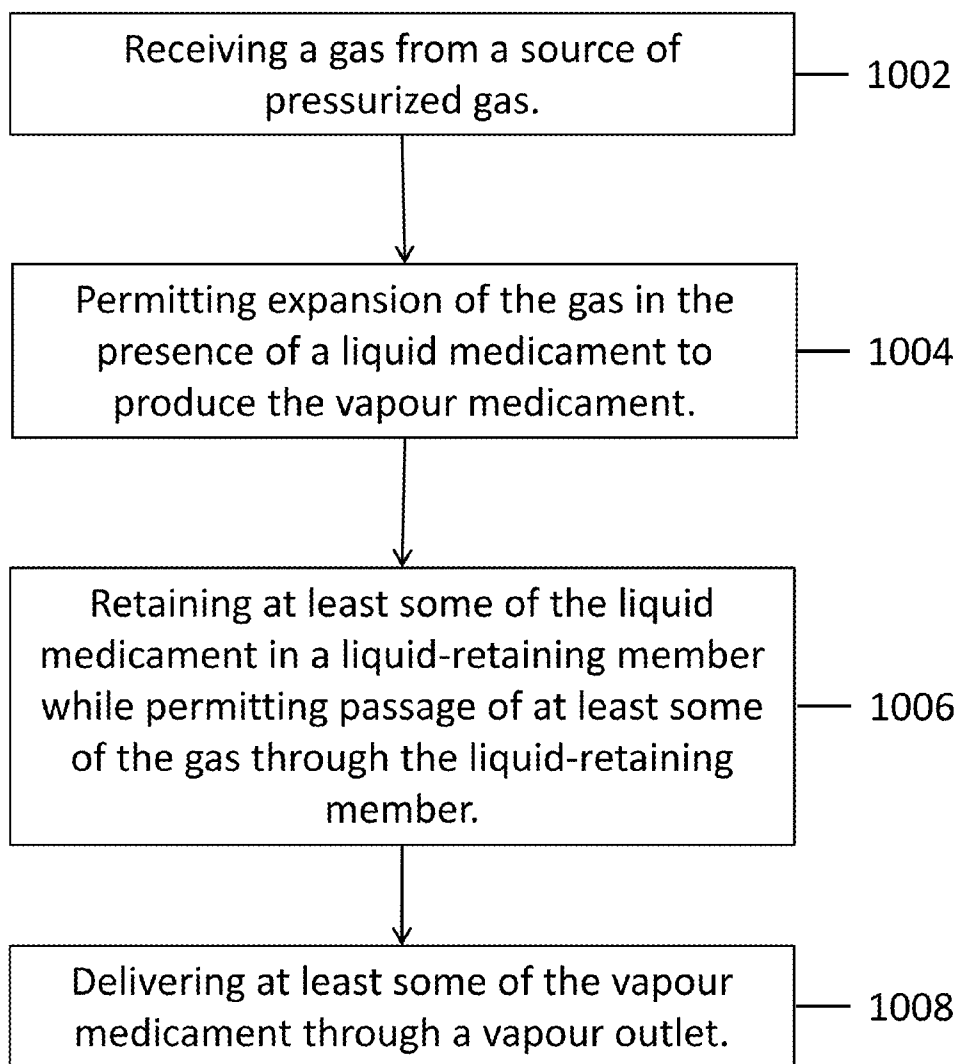 Receiving a gas from a source of
pressurized gas.
1002
Permitting expansion of the gas in the
presence of a liquid medicament to
produce the vapour medicament.
1004
Retaining at least some of the liquid
medicament in a liquid-retaining member
while permitting passage of at least some
of the gas through the liquid-retaining
member.
1006
Delivering at least some of the vapour
medicament through a vapour outlet.
1008